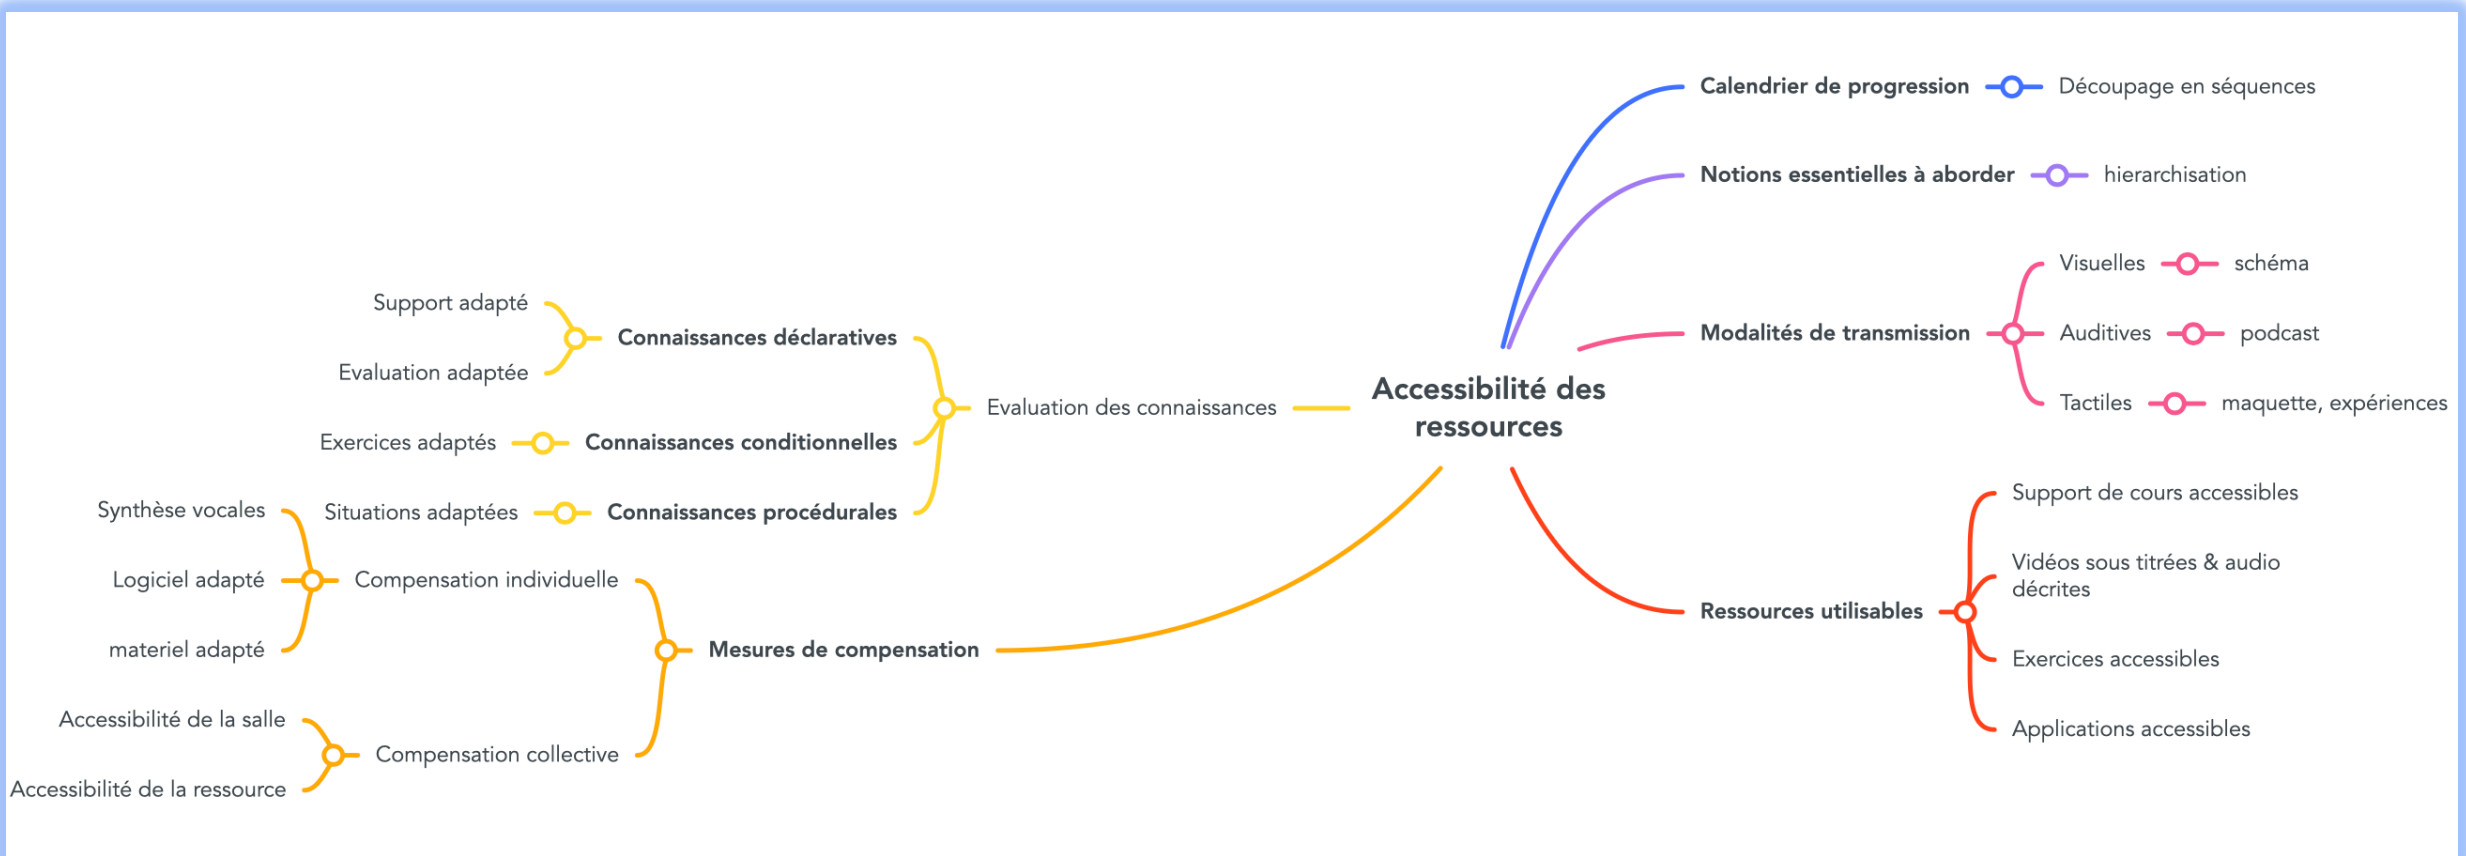 Accessibilité des
ressources
Calendrier de progression
Découpage en séquences
Notions essentielles à aborder
hierarchisation
Modalités de transmission
Visuelles
schéma
Auditives
podcast
Tactiles
maquette, expériences
Ressources utilisables
Support de cours accessibles
Vidéos sous titrées & audio
décrites
Exercices accessibles
Applications accessibles
Evaluation des connaissances
Connaissances déclaratives
Support adapté
Evaluation adaptée
Connaissances conditionnelles
Exercices adaptés
Connaissances procédurales
Situations adaptées
Mesures de compensation
Compensation individuelle
Synthèse vocales
Logiciel adapté
materiel adapté
Compensation collective
Accessibilité de la salle
Accessibilité de la ressource